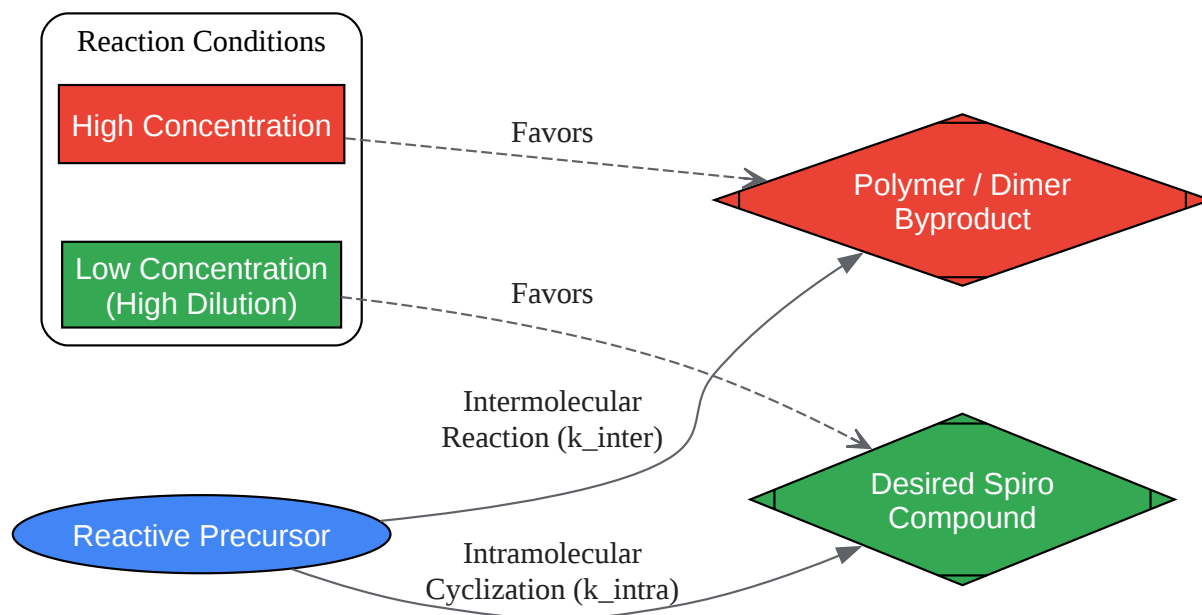 Reaction Conditions
High Concentration
Low Concentration
(High Dilution)
Favors
Favors
Polymer / Dimer
Byproduct
Intermolecular
Reaction (k_inter)
Desired Spiro
Compound
Reactive Precursor
Intramolecular
Cyclization (k_intra)